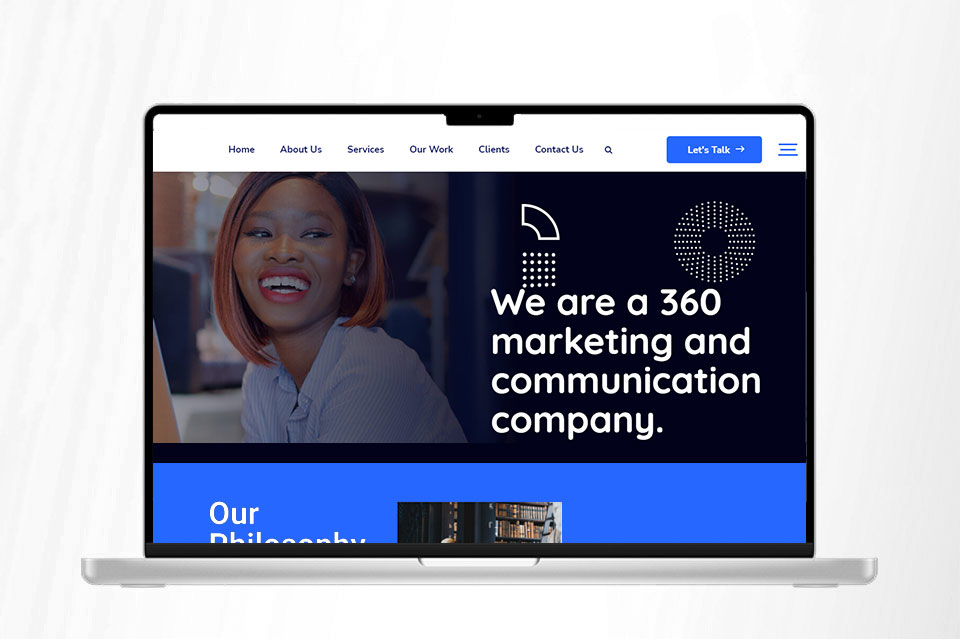 Home About Us Services Our Work Clients Contact Us Let's Talk →
We are a 360
marketing and
communication
company.
Our
Philosophy